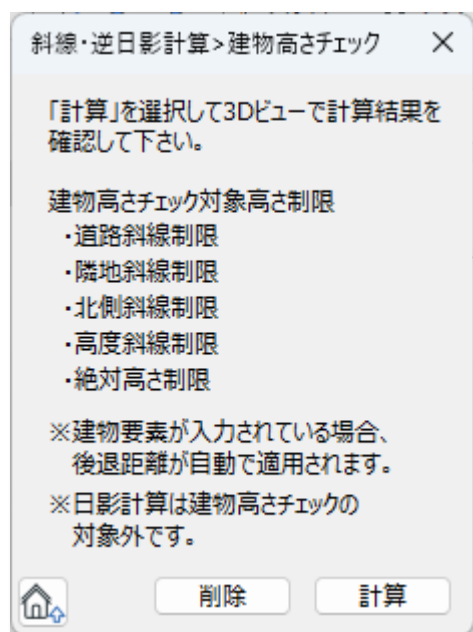 斜線・逆日影計算>建物高さチェック
「計算」を選択して3Dビューで計算結果を
確認して下さい。
建物高さチェック対象高さ制限
・道路斜線制限
・隣地斜線制限
・北側斜線制限
・高度斜線制限
・絶対高さ制限
※建物要素が入力されている場合、
後退距離が自動で適用されます。
※日影計算は建物高さチェックの
対象外です。
削除
計算